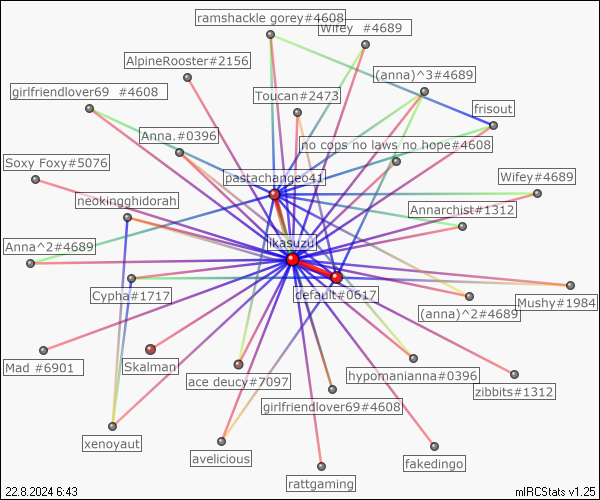 ramshackle gorey#4608
Wifey  #4689
AlpineRooster#2156
(anna)^3#4689
girlfriendlover69  #4608
Toucan#2473
frisout
Anna.#0396
no cops no laws no hope#4608
Soxy Foxy#5076
pastachangeo41
Wifey#4689
neokingghidorah
Annarchist#1312
Anna^2#4689
ikasuzuk
Cypha#1717
default#0617
Mushy#1984
(anna)^2#4689
Mad #6901
Skalman
ace deucy#7097
hypomanianna#0396
zibbits#1312
girlfriendlover69#4608
xenoyaut
avelicious
fakedingo
rattgaming
22.8.2024 6:43
mIRCStats v1.25